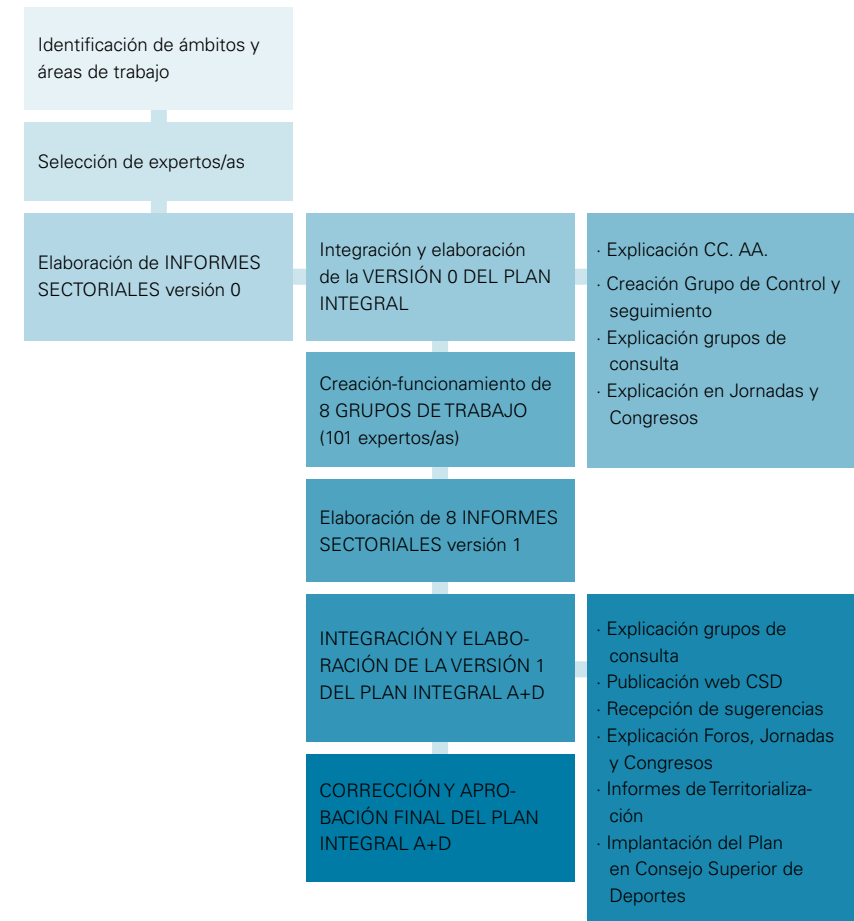 Identificación de ámbitos y
áreas de trabajo
Selección de expertos/as
Elaboración de INFORMES
SECTORIALES versión 0
Integración y elaboración
de la VERSIÓN 0 DEL PLAN
INTEGRAL
· Explicación CC. AA.
· Creación Grupo de Control y
seguimiento
· Explicación grupos de
consulta
· Explicación en Jornadas y
Congresos
Creación-funcionamiento de
8 GRUPOS DE TRABAJO
(101 expertos/as)
Elaboración de 8 INFORMES
SECTORIALES versión 1
INTEGRACIÓN Y ELABO-
RACIÓN DE LA VERSIÓN 1
DEL PLAN INTEGRAL A+D
· Explicación grupos de
consulta
· Publicación web CSD
· Recepción de sugerencias
· Explicación Foros, Jornadas
y Congresos
· Informes de Territorializa-
ción
· Implantación del Plan
en Consejo Superior de
Deportes
CORRECCIÓN Y APRO-
BACIÓN FINAL DEL PLAN
INTEGRAL A+D